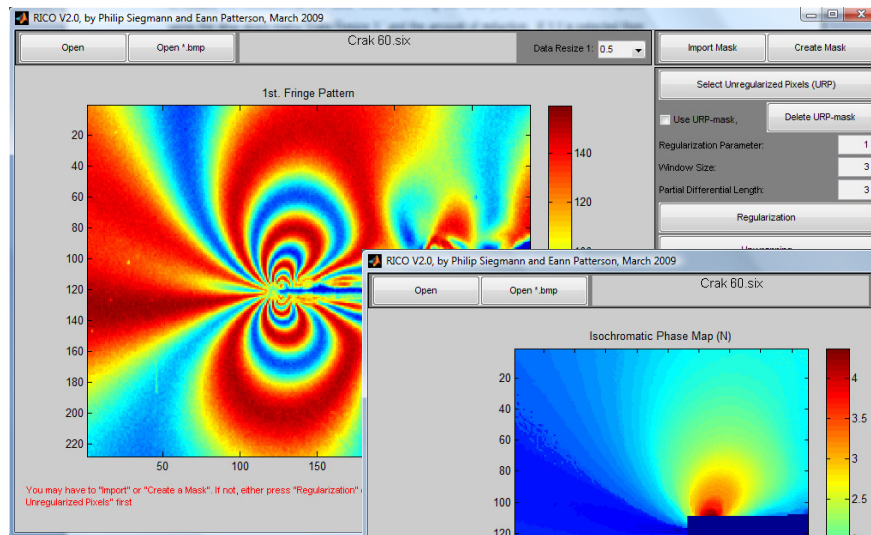 RICO V2.0, by Philip Siegmann and Eann Patterson, March 2009
Open
Open *.bmp
Crak 60.six
Data Resize 1:
0.5
Import Mask
Create Mask
Select Unregularized Pixels (URP)
Use URP-mask,
Delete URP-mask
Regularization Parameter:
1
Window Size:
3
Partial Differential Length:
3
Regularization
1st. Fringe Pattern
20
40
60
80
100
120
140
160
180
200
220
50
100
150
140
120
You may have to "Import" or "Create a Mask". If not, either press "Regularization"
Unregularized Pixels" first
RICO V2.0, by Philip Siegmann and Eann Patterson, March 2009
Open
Open *.bmp
Crak 60.six
Isochromatic Phase Map (N)
20
40
60
80
100
120
4
3.5
3
2.5